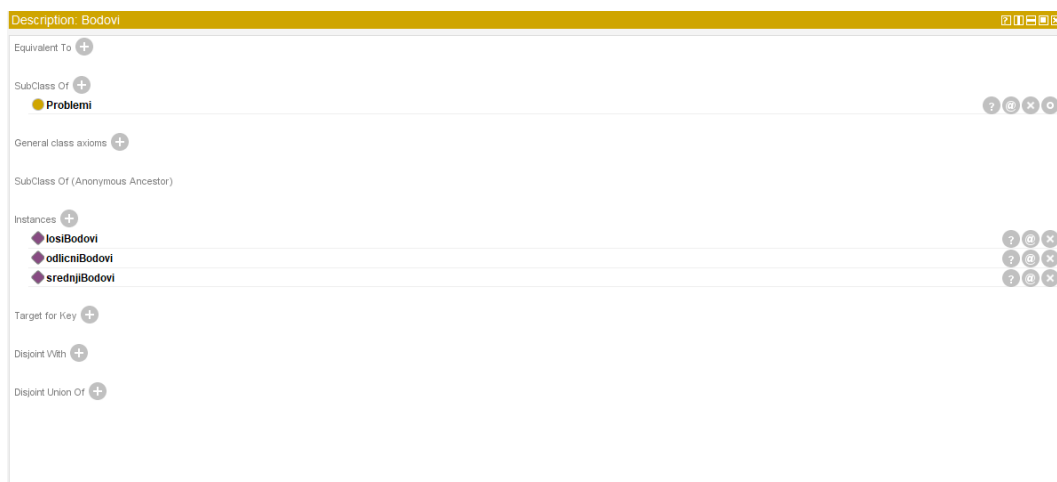 Description: Bodovi
Equivalent To
SubClass Of
Problemi
General class axioms
SubClass Of (Anonymous Ancestor)
Instances
losiBodovi
odlicniBodovi
srednjiBodovi
Target for Key
Disjoint With
Disjoint Union Of